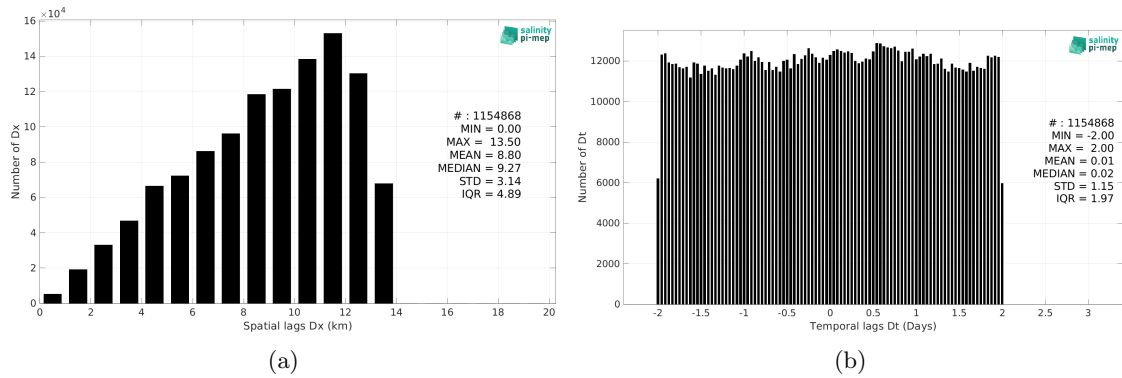 ×10⁴
16
14
12
10
8
6
4
2
0
Number of Dx
0 2 4 6 8 10 12 14 16 18 20
Spatial lags Dx (km)
salinity
pi-mep
# : 1154868
MIN = 0.00
MAX = 13.50
MEAN = 8.80
MEDIAN = 9.27
STD = 3.14
IQR = 4.89
(a)
12000
10000
8000
6000
4000
2000
0
Number of Dt
-2 -1.5 -1 -0.5 0 0.5 1 1.5 2 2.5 3
Temporal lags Dt (Days)
salinity
pi-mep
# : 1154868
MIN = -2.00
MAX = 2.00
MEAN = 0.01
MEDIAN = 0.02
STD = 1.15
IQR = 1.97
(b)